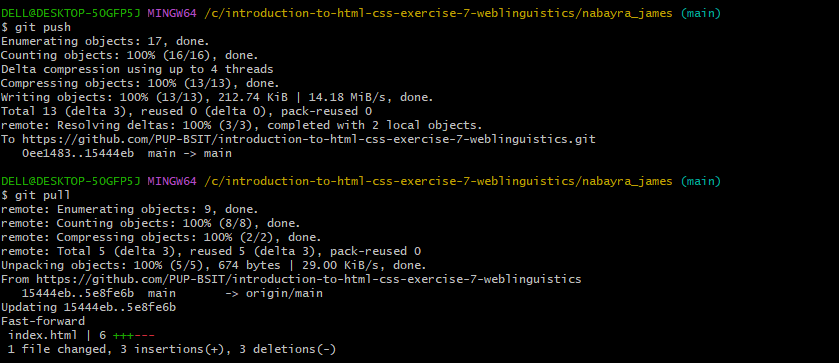 DELL@DESKTOP-5OGFP5J MINGW64 /c/introduction-to-html-css-exercise-7-weblinguistics/nabayra_james (main)
$ git push
Enumerating objects: 17, done.
Counting objects: 100% (16/16), done.
Delta compression using up to 4 threads
Compressing objects: 100% (13/13), done.
Writing objects: 100% (13/13), 212.74 KiB | 14.18 MiB/s, done.
Total 13 (delta 3), reused 0 (delta 0), pack-reused 0
remote: Resolving deltas: 100% (3/3), completed with 2 local objects.
To https://github.com/PUP-BSIT/introduction-to-html-css-exercise-7-weblinguistics.git
   0ee1483..15444eb  main -> main
DELL@DESKTOP-5OGFP5J MINGW64 /c/introduction-to-html-css-exercise-7-weblinguistics/nabayra_james (main)
$ git pull
remote: Enumerating objects: 9, done.
remote: Counting objects: 100% (8/8), done.
remote: Compressing objects: 100% (2/2), done.
remote: Total 5 (delta 3), reused 5 (delta 3), pack-reused 0
Unpacking objects: 100% (5/5), 674 bytes | 29.00 KiB/s, done.
From https://github.com/PUP-BSIT/introduction-to-html-css-exercise-7-weblinguistics
   15444eb..5e8fe6b  main       -> origin/main
Updating 15444eb..5e8fe6b
Fast-forward
 index.html | 6 +++---
 1 file changed, 3 insertions(+), 3 deletions(-)